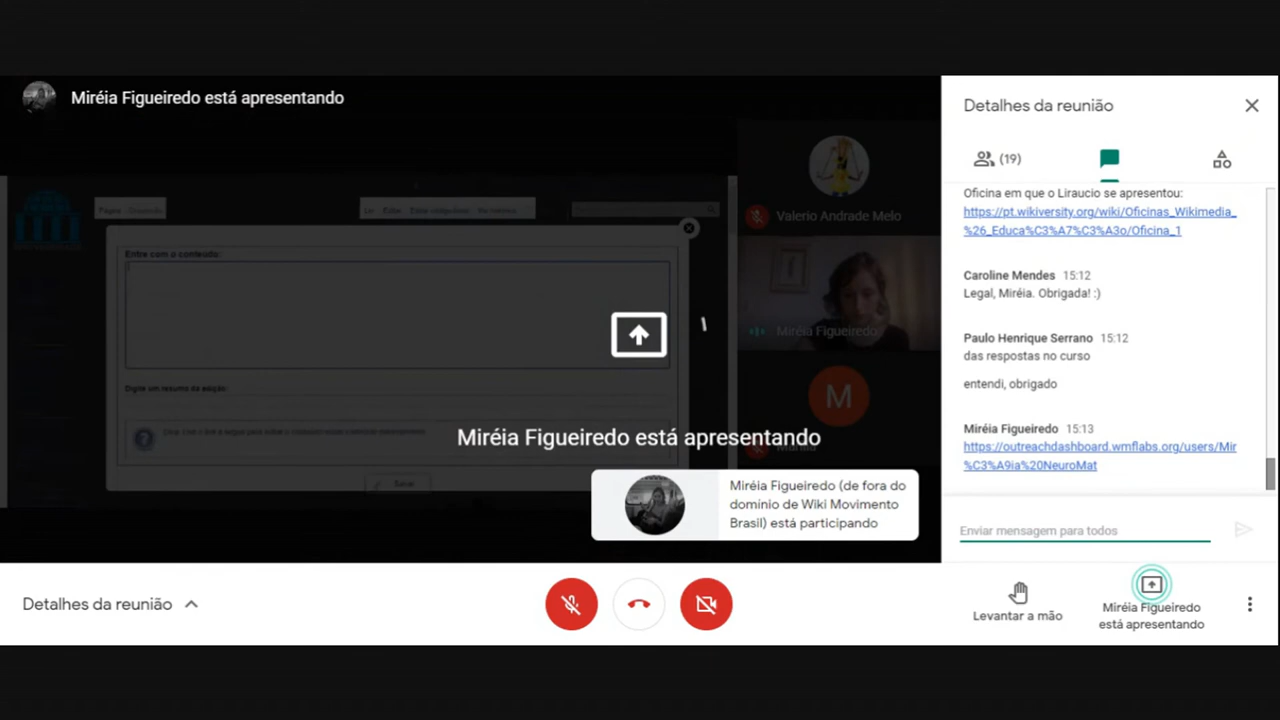 Miréia Figueiredo está apresentando
Entre com o conteúdo:
Digite um resumo da edição:
Salvar
Valerio Andrade Melo
Miréia Figueiredo
M
Miréia Figueiredo está apresentando
Miréia Figueiredo (de fora do
domínio de Wiki Movimento
Brasil) está participando
Detalhes da reunião
(19)
Oficina em que o Liraucio se apresentou:
https://pt.wikiversity.org/wiki/Oficinas_Wikimedia_
%26_Educa%C3%A7%C3%A3o/Oficina_1
Caroline Mendes 15:12
Legal, Miréia. Obrigada! :)
Paulo Henrique Serrano 15:12
das respostas no curso
entendi, obrigado
Miréia Figueiredo 15:13
https://outreachdashboard.wmflabs.org/users/Mir
%C3%A9ia%20NeuroMat
Enviar mensagem para todos
Detalhes da reunião
Levantar a mão
Miréia Figueiredo
está apresentando